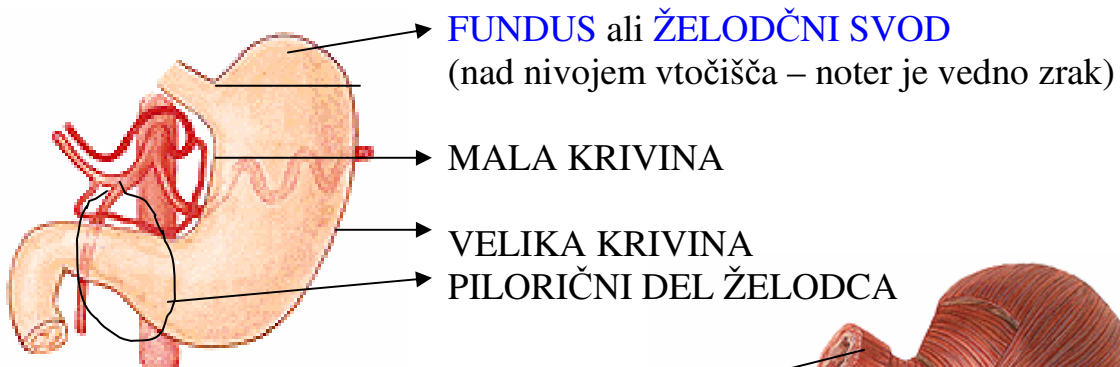 FUNDUS ali ŽELODČNI SVOD
(nad nivojem vtočišča – noter je vedno zrak)
MALA KRIVINA
VELIKA KRIVINA
PILORIČNI DEL ŽELODCA